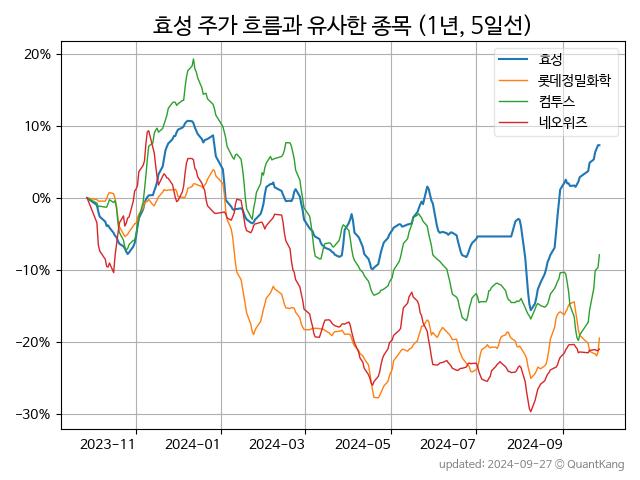 효성 주가 흐름과 유사한 종목 (1년, 5일선)
효성
롯데정밀화학
컴투스
네오위즈
20%
10%
0%
−10%
−20%
−30%
2023−11
2024−01
2024−03
2024−05
2024−07
2024−09
updated: 2024-09-27 © QuantKang